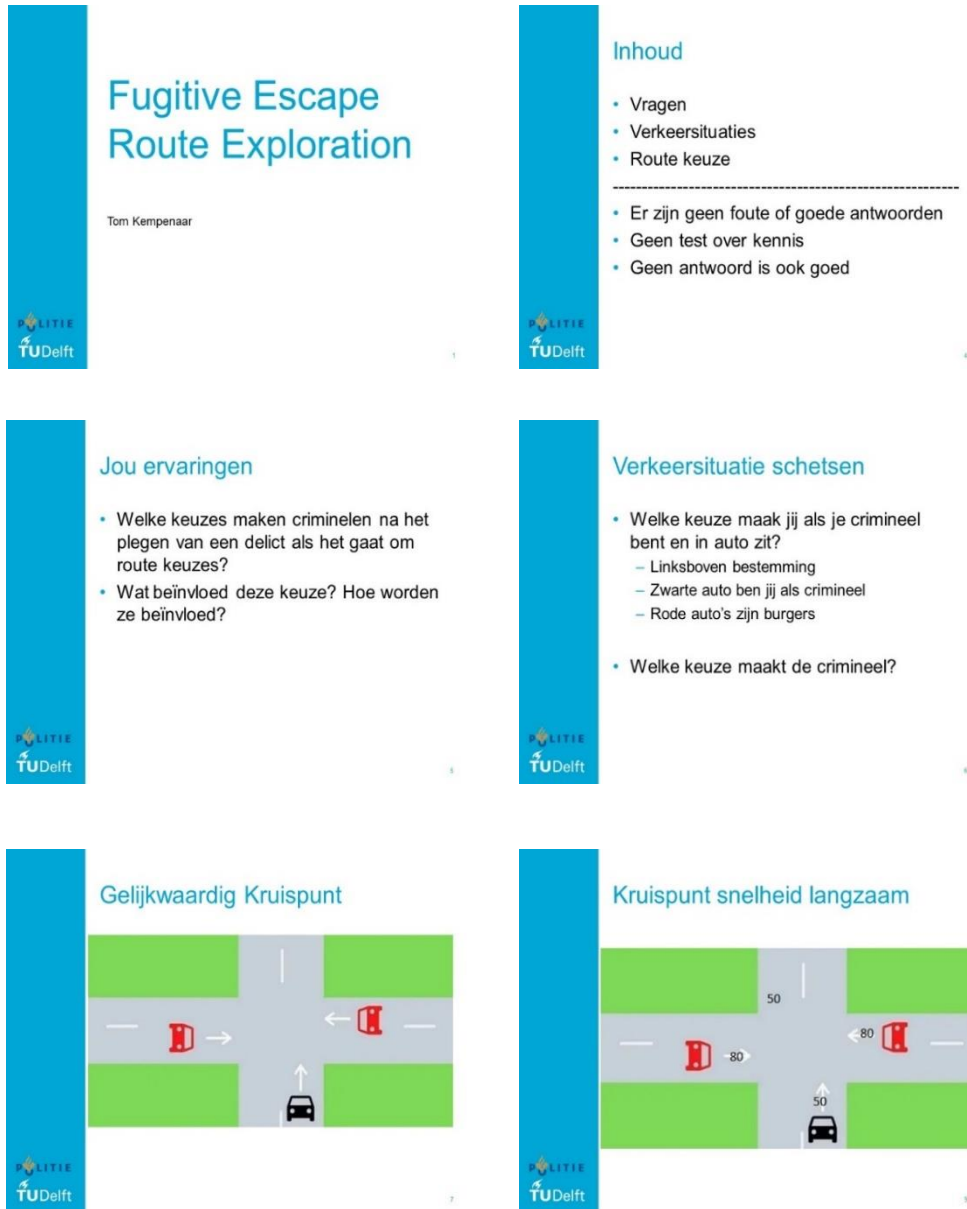 Fugitive Escape
Route Exploration
Tom Kempenaar
POLITIE
TUDelft
1
Inhoud
• Vragen
• Verkeersituaties
• Route keuze
------------------------------------------------------------
• Er zijn geen foute of goede antwoorden
• Geen test over kennis
• Geen antwoord is ook goed
POLITIE
TUDelft
Jou ervaringen
• Welke keuzes maken criminelen na het
plegen van een delict als het gaat om
route keuzes?
• Wat beïnvloed deze keuze? Hoe worden
ze beïnvloed?
POLITIE
TUDelft
Verkeersituatie schetsen
• Welke keuze maak jij als je crimineel
bent en in auto zit?
– Linksboven bestemming
– Zwarte auto ben jij als crimineel
– Rode auto's zijn burgers
• Welke keuze maakt de crimineel?
POLITIE
TUDelft
Gelijkwaardig Kruispunt
POLITIE
TUDelft
7
Kruispunt snelheid langzaam
50
80
80
50
POLITIE
TUDelft